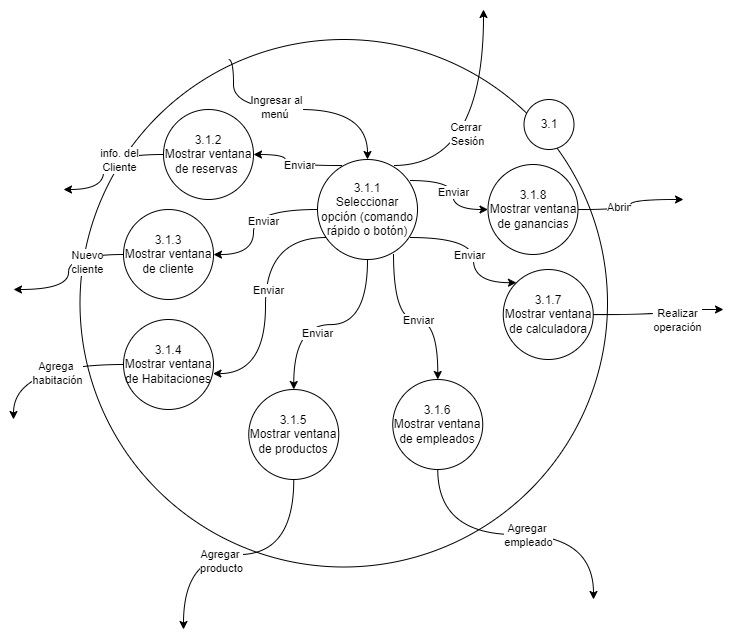 Ingresar al
menú
Cerrar
Sesión
3.1
3.1.2
Mostrar ventana
de reservas
info. del
Cliente
Enviar
3.1.1
Seleccionar
opción (comando
rápido o botón)
Enviar
3.1.8
Mostrar ventana
de ganancias
Abrir
3.1.3
Mostrar ventana
de cliente
Nuevo
cliente
Enviar
Enviar
3.1.7
Mostrar ventana
de calculadora
Realizar
operación
Enviar
3.1.4
Mostrar ventana
de Habitaciones
Agrega
habitación
Enviar
Enviar
3.1.5
Mostrar ventana
de productos
3.1.6
Mostrar ventana
de empleados
Agregar
producto
Agregar
empleado